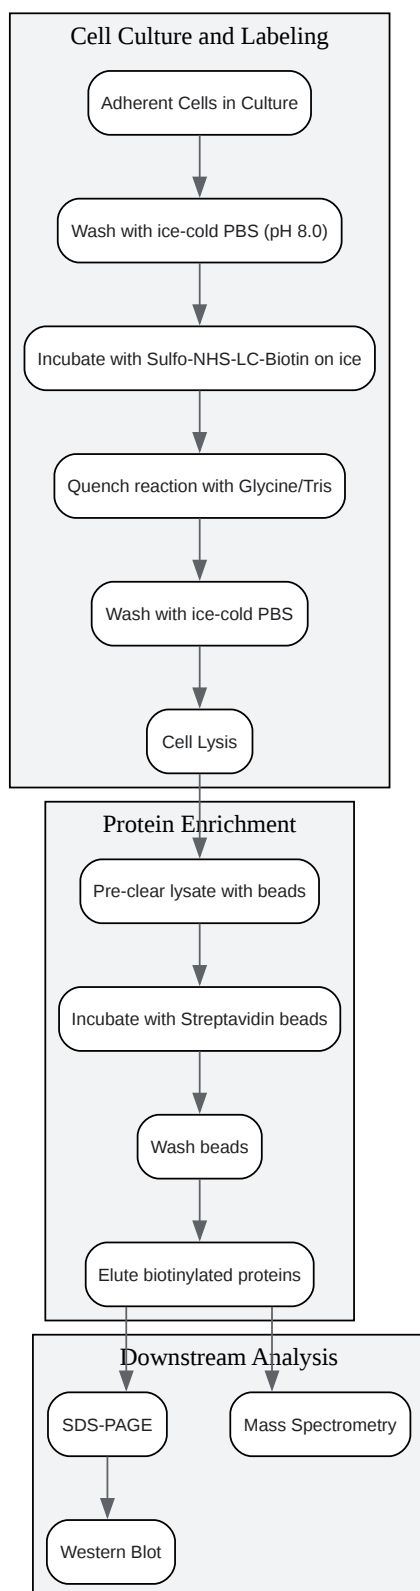 Cell Culture and Labeling
Adherent Cells in Culture
Wash with ice-cold PBS (pH 8.0)
Incubate with Sulfo-NHS-LC-Biotin on ice
Quench reaction with Glycine/Tris
Wash with ice-cold PBS
Cell Lysis
Protein Enrichment
Pre-clear lysate with beads
Incubate with Streptavidin beads
Wash beads
Elute biotinylated proteins
Downstream Analysis
SDS-PAGE
Mass Spectrometry
Western Blot